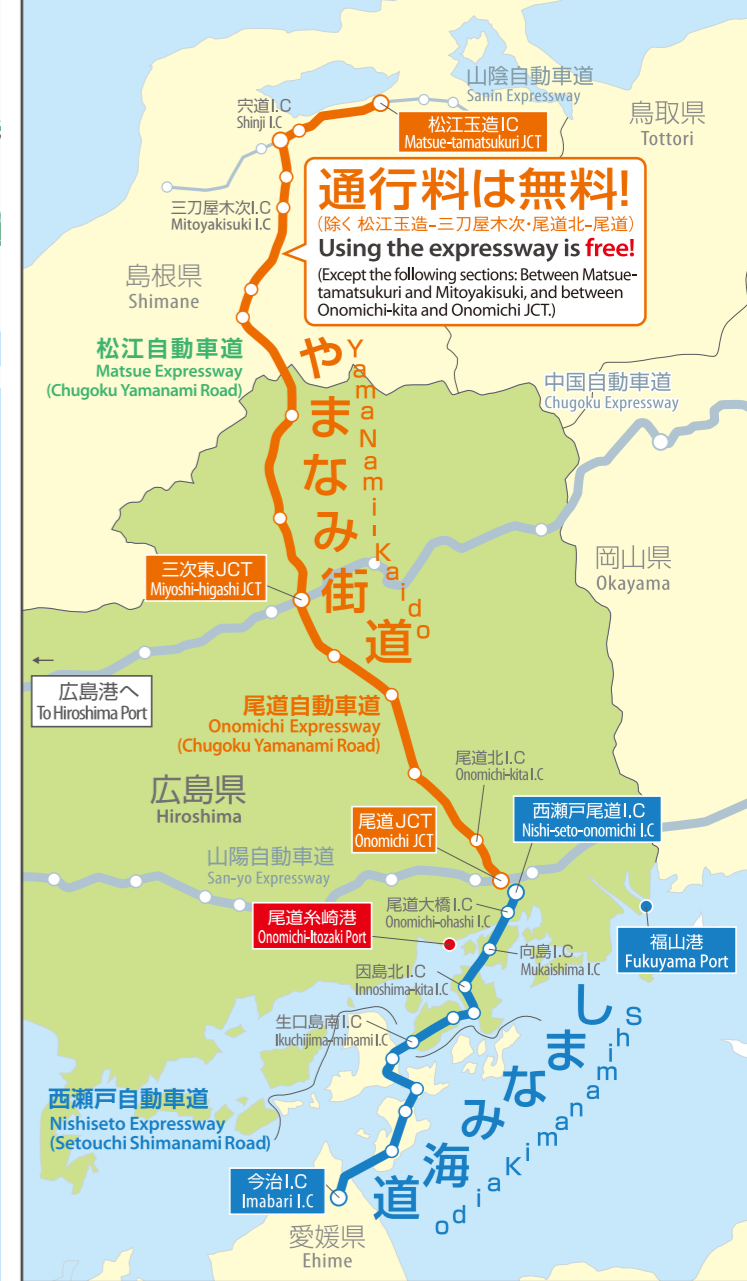 山陰自動車道
Sanin Expressway
鳥取県
Tottori
宍道I.C
Shinji I.C
松江玉造IC
Matsue-tamatsukuri JCT
通行料は無料!
(除く 松江玉造-三刀屋木次・尾道北-尾道)
Using the expressway is free!
(Except the following sections: Between Matsue-
tamatsukuri and Mitoyakisuki, and between
Onomichi-kita and Onomichi JCT.)
三刀屋木次I.C
Mitoyakisuki I.C
島根県
Shimane
松江自動車道
Matsue Expressway
(Chugoku Yamanami Road)
やまなみ街道
YamaNami-Kaido
中国自動車道
Chugoku Expressway
岡山県
Okayama
三次東JCT
Miyoshi-higashi JCT
←
広島港へ
To Hiroshima Port
尾道自動車道
Onomichi Expressway
(Chugoku Yamanami Road)
広島県
Hiroshima
尾道北I.C
Onomichi-kita I.C
西瀬戸尾道I.C
Nishi-seto-onomichi I.C
尾道JCT
Onomichi JCT
山陽自動車道
San-yo Expressway
尾道大橋I.C
Onomichi-ohashi I.C
尾道糸崎港
Onomichi-Itozaki Port
福山港
Fukuyama Port
向島I.C
Mukaishima I.C
因島北I.C
Innoshima-kita I.C
生口島南I.C
Ikuchijima-minami I.C
しまなみ海道
ShimanamiKaido
西瀬戸自動車道
Nishiseto Expressway
(Setouchi Shimanami Road)
今治I.C
Imabari I.C
愛媛県
Ehime